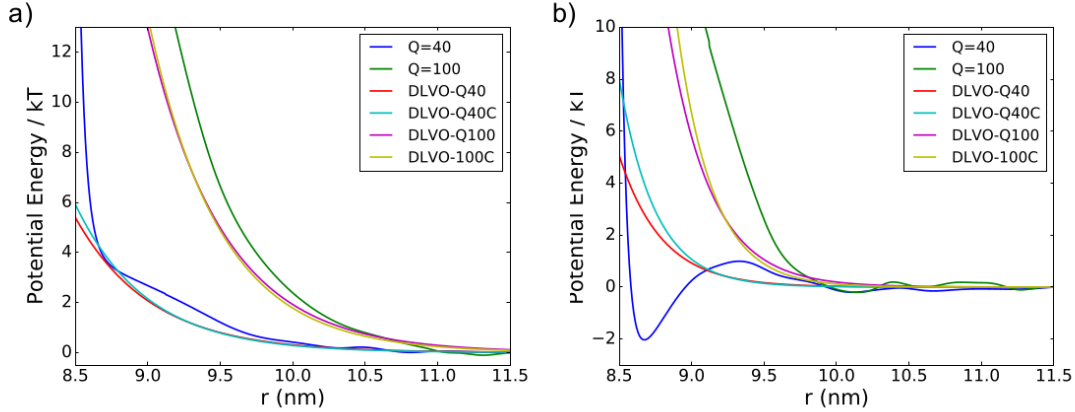 a)
Potential Energy / kT
12
10
8
6
4
2
0
8.5 9.0 9.5 10.0 10.5 11.0 11.5
r (nm)
Q=40
Q=100
DLVO-Q40
DLVO-Q40C
DLVO-Q100
DLVO-100C
b)
Potential Energy / kT
10
8
6
4
2
0
−2
8.5 9.0 9.5 10.0 10.5 11.0 11.5
r (nm)
Q=40
Q=100
DLVO-Q40
DLVO-Q40C
DLVO-Q100
DLVO-100C